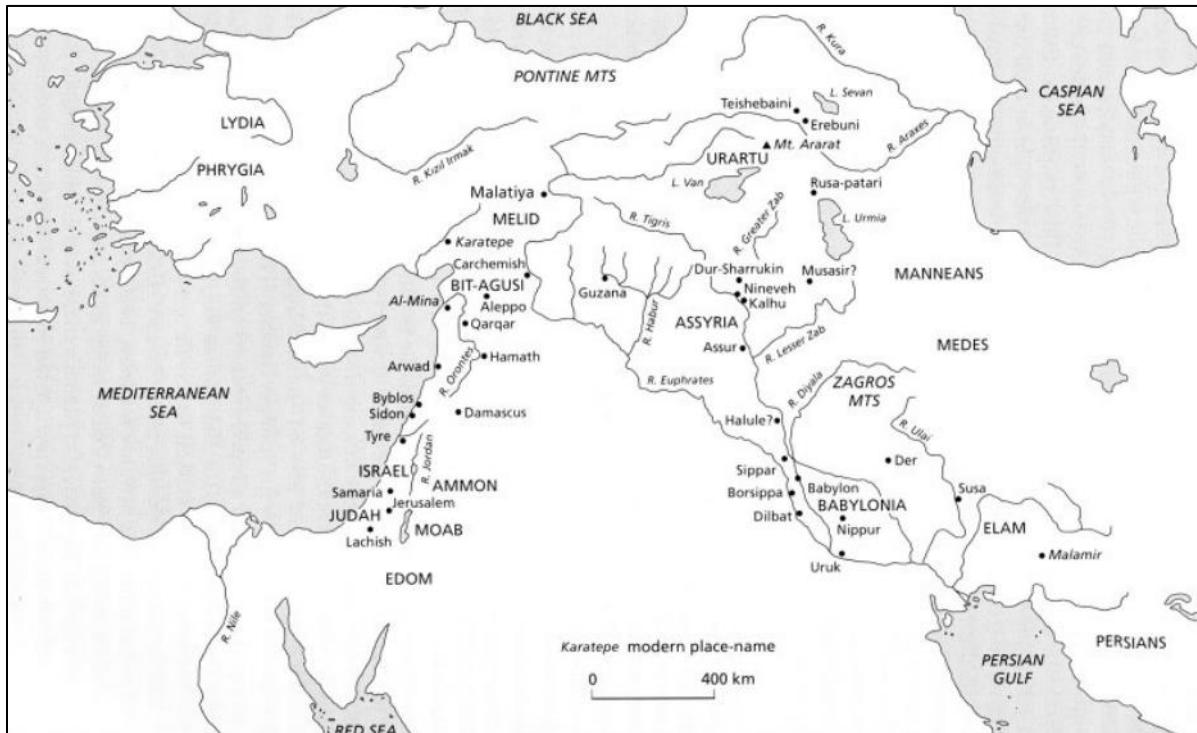 BLACK SEA
PONTINE MTS
R. Kura
CASPIAN
SEA
L. Sevan
Teishebaini
Erebuni
LYDIA
Mt. Ararat
R. Araxes
URARTU
PHRYGIA
R. Kızıl Irmak
L. Van
Rusa-patari
Malatiya
MELID
R. Tigris
R. Greater Zab
L. Urmia
Karatepe
Carchemish
Dur-Sharrukin
Musasir?
MANNEANS
BIT-AGUSI
Guzana
Nineveh
Al-Mina
Aleppo
Kalhu
Qarqar
R. Habur
ASSYRIA
Assur
R. Lesser Zab
MEDES
Hamath
Arwad
R. Orontes
R. Euphrates
R. Diyala
ZAGROS
MTS
MEDITERRANEAN
SEA
Byblos
Sidon
Damascus
Halule?
R. Ulai
Tyre
R. Jordan
Der
ISRAEL
Sippar
AMMON
Samaria
Babylon
Susa
Borsippa
Jerusalem
BABYLONIA
JUDAH
Dilbat
MOAB
Nippur
ELAM
Lachish
Uruk
Malamir
EDOM
R. Nile
Karatepe modern place-name
PERSIANS
0 400 km
PERSIAN
GULF
RED SEA